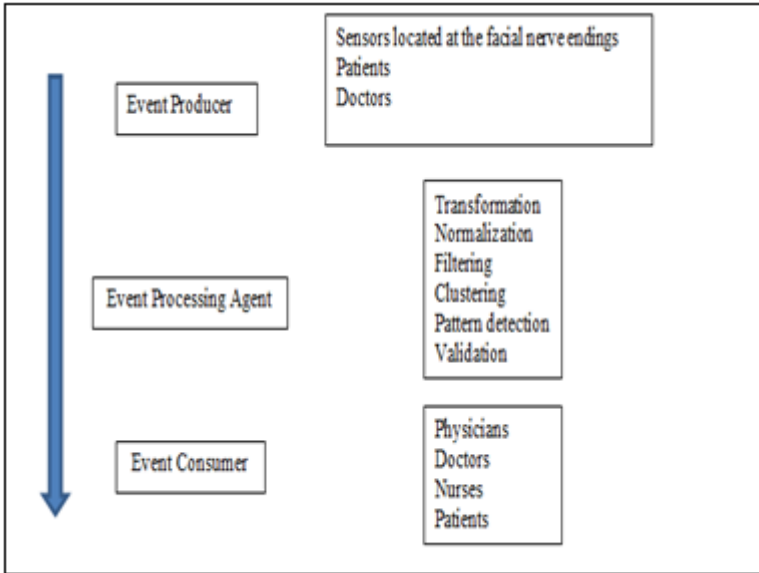 Event Producer
Sensors located at the facial nerve endings
Patients
Doctors
Event Processing Agent
Transformation
Normalization
Filtering
Clustering
Pattern detection
Validation
Event Consumer
Physicians
Doctors
Nurses
Patients